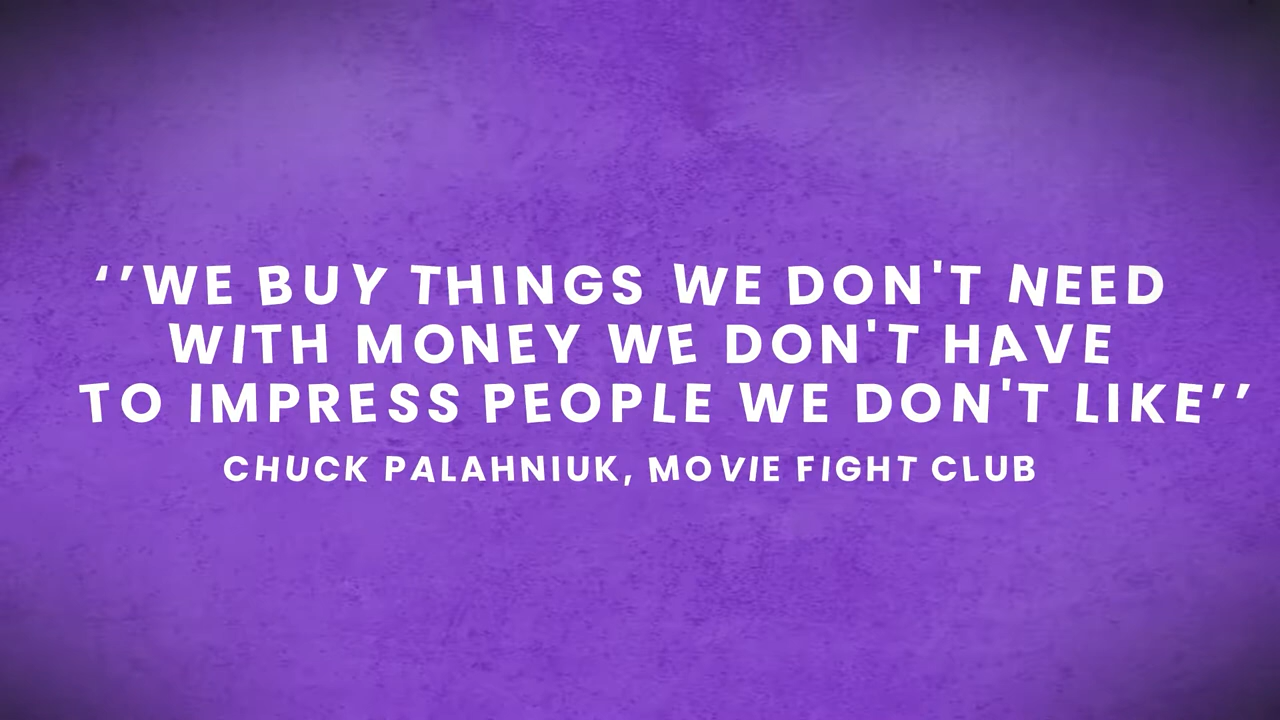 ‘’WE BUY THINGS WE DON'T NEED
WITH MONEY WE DON'T HAVE
TO IMPRESS PEOPLE WE DON'T LIKE’’
CHUCK PALAHNIUK, MOVIE FIGHT CLUB